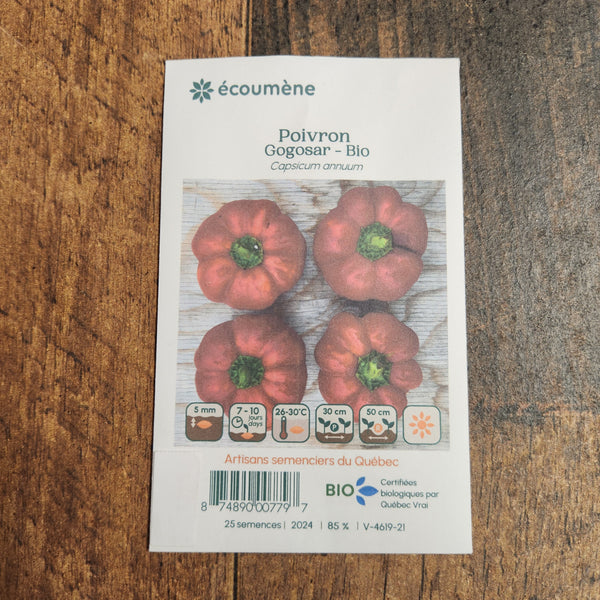 écoumène
Poivron
Gogosar - Bio
Capsicum annuum
5 mm
7 - 10
jours
days
26-30°C
30 cm
P
50 cm
R
Artisans semenciers du Québec
BIO
Certifiées
biologiques par
Québec Vrai
8 74890 00779 7
25 semences | 2024 | 85 % | V-4619-21